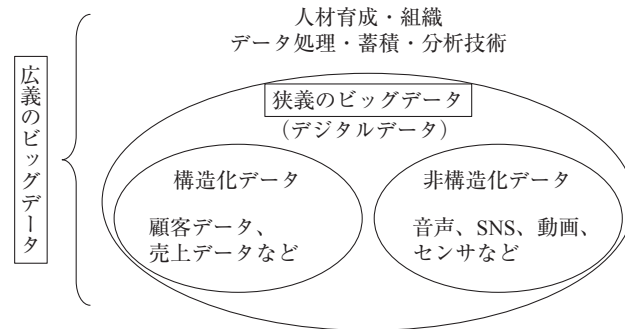 人材育成・組織
データ処理・蓄積・分析技術
広義のビッグデータ
狭義のビッグデータ
（デジタルデータ）
構造化データ
顧客データ、
売上データなど
非構造化データ
音声、SNS、動画、
センサなど